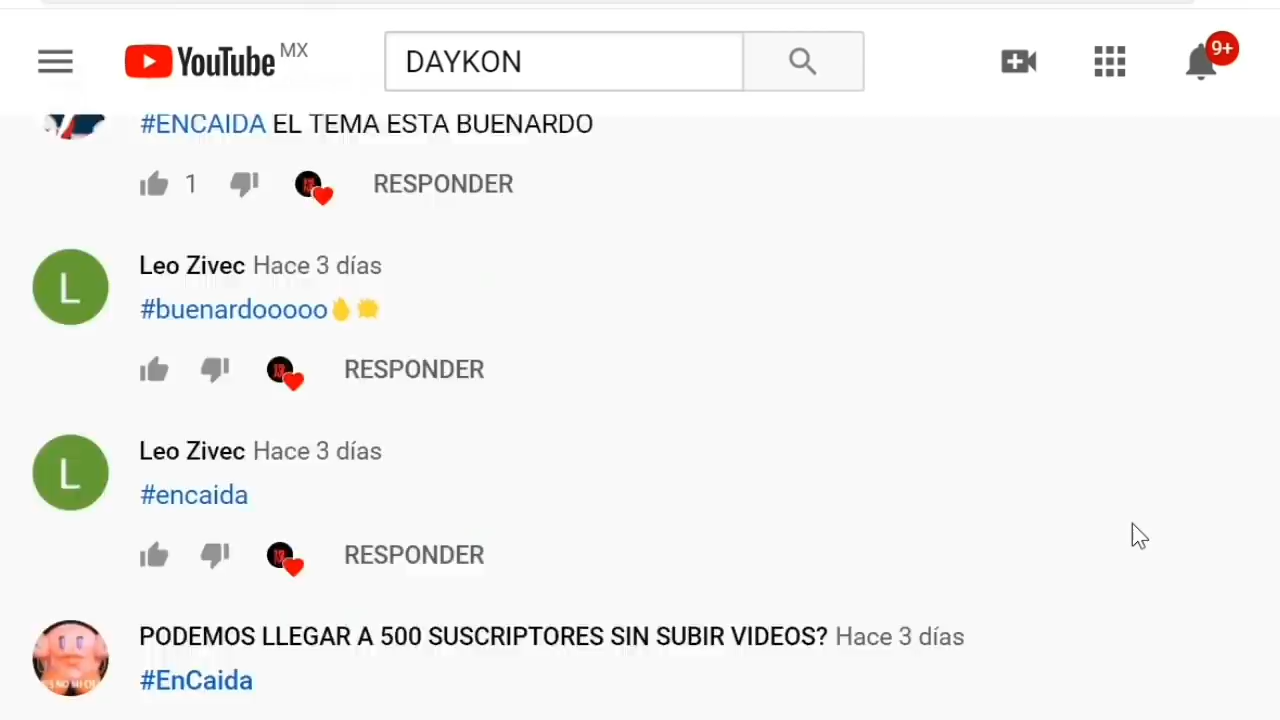 YouTube MX
DAYKON
9+
#ENCAIDA EL TEMA ESTA BUENARDO
1
RESPONDER
L
Leo Zivec Hace 3 días
#buenardooooo
RESPONDER
L
Leo Zivec Hace 3 días
#encaida
RESPONDER
PODEMOS LLEGAR A 500 SUSCRIPTORES SIN SUBIR VIDEOS? Hace 3 días
#EnCaida